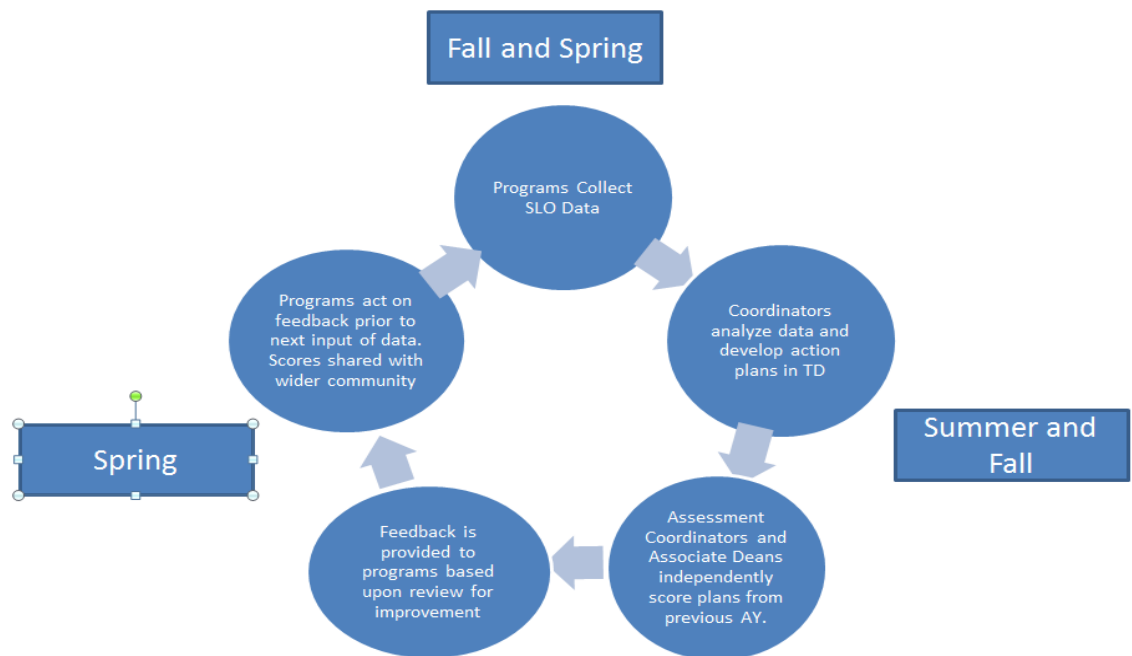 Fall and Spring
Programs Collect
SLO Data
Coordinators
analyze data and
develop action
plans in TD
Summer and
Fall
Assessment
Coordinators and
Associate Deans
independently
score plans from
previous AY.
Feedback is
provided to
programs based
upon review for
improvement
Spring
Programs act on
feedback prior to
next input of data.
Scores shared with
wider community